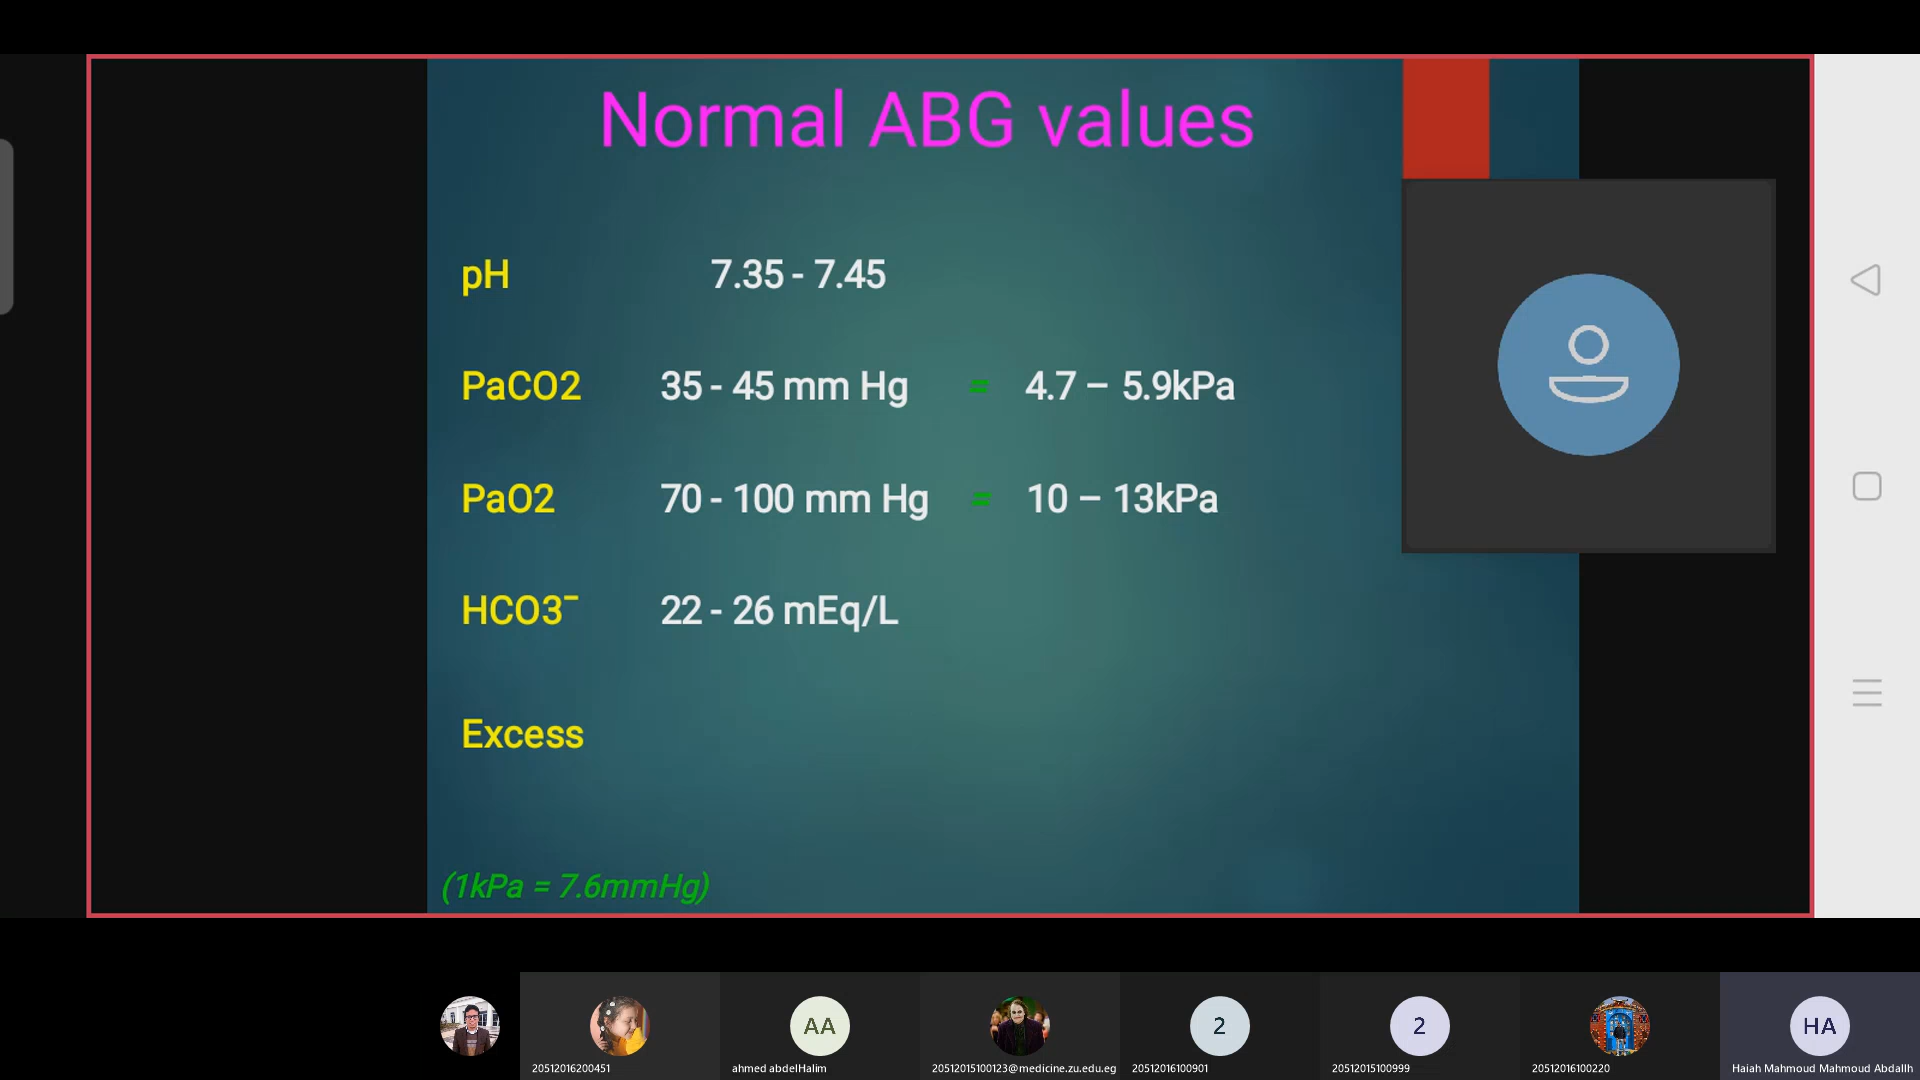 Normal ABG values
pH 7.35 - 7.45
PaCO2 35 - 45 mm Hg = 4.7 – 5.9kPa
PaO2 70 - 100 mm Hg = 10 – 13kPa
HCO3⁻ 22 - 26 mEq/L
Excess
(1kPa = 7.6mmHg)
AA 2 2 HA
20512016200451 ahmed abdelHalim 20512015100123@medicine.zu.edu.eg 20512016100901 20512015100999 20512016100220 Haiah Mahmoud Mahmoud Abdallh